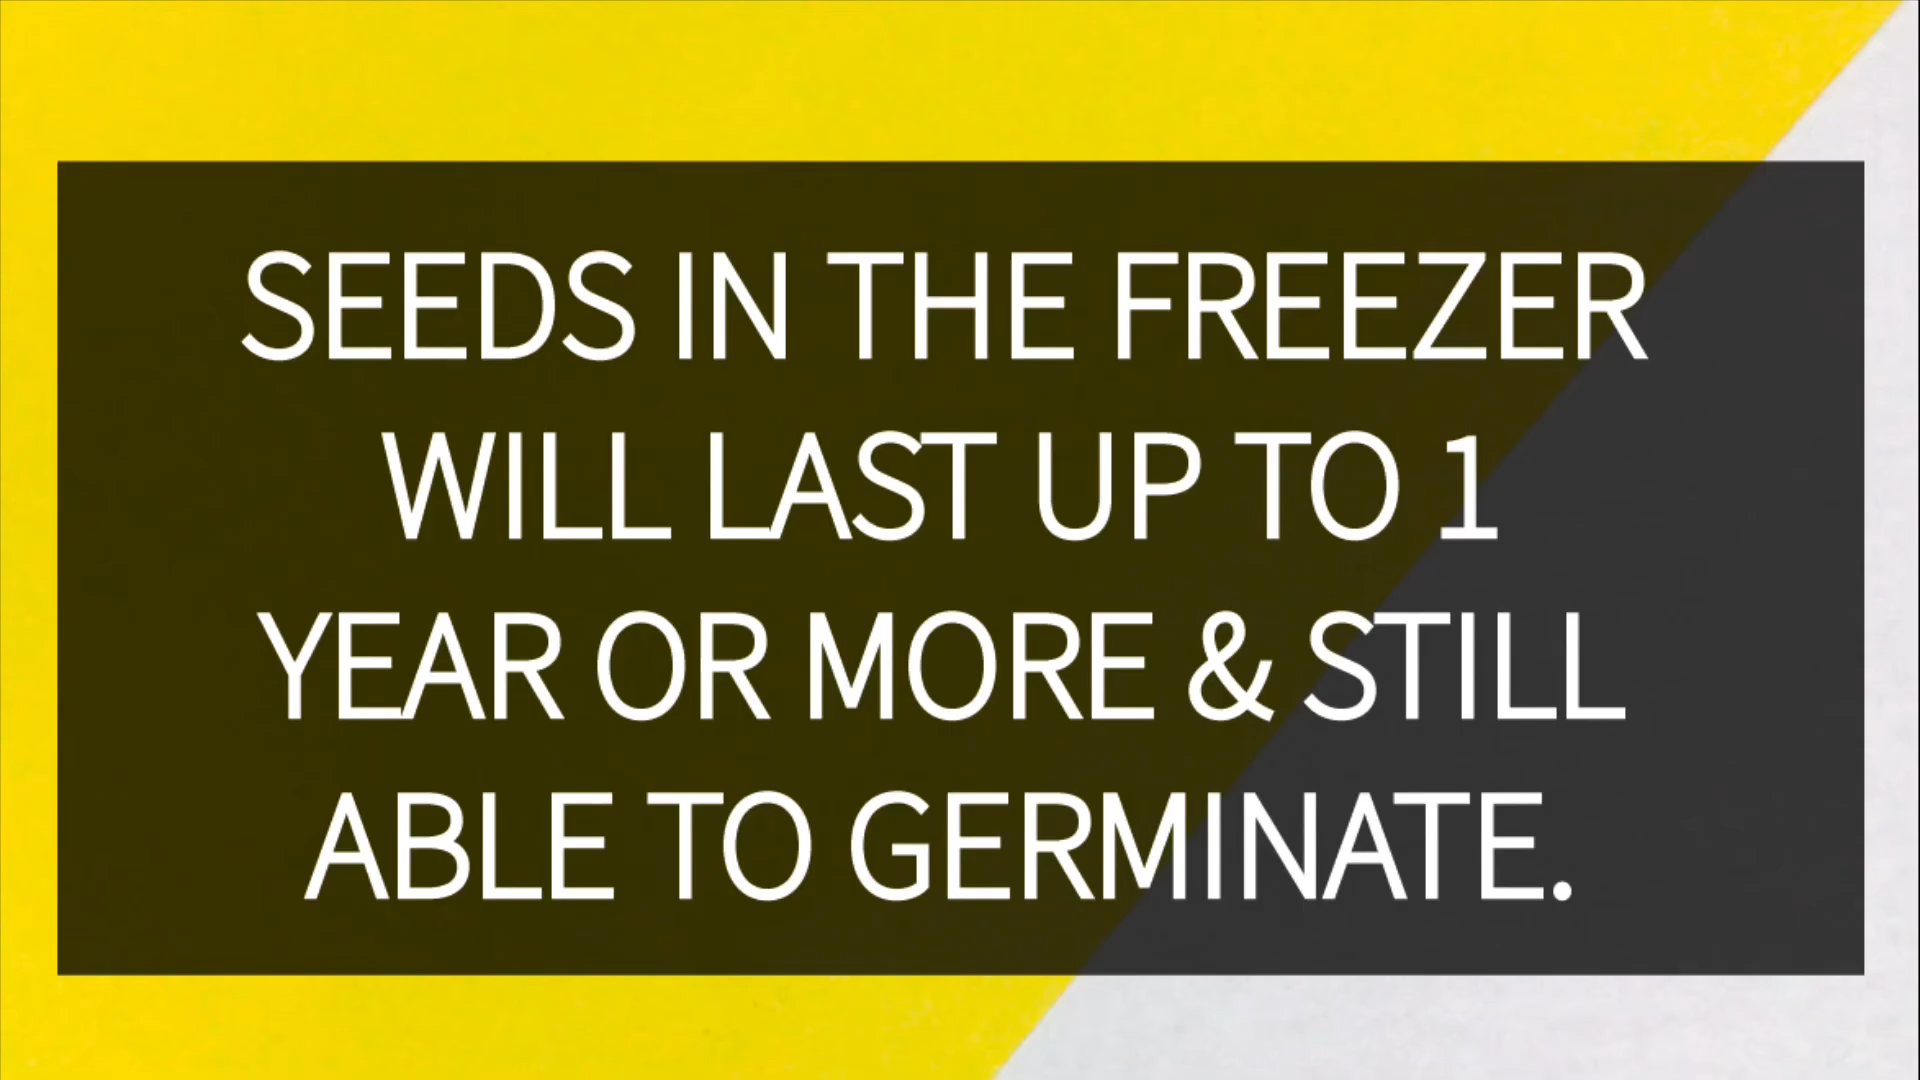 SEEDS IN THE FREEZER
WILL LAST UP TO 1
YEAR OR MORE & STILL
ABLE TO GERMINATE.